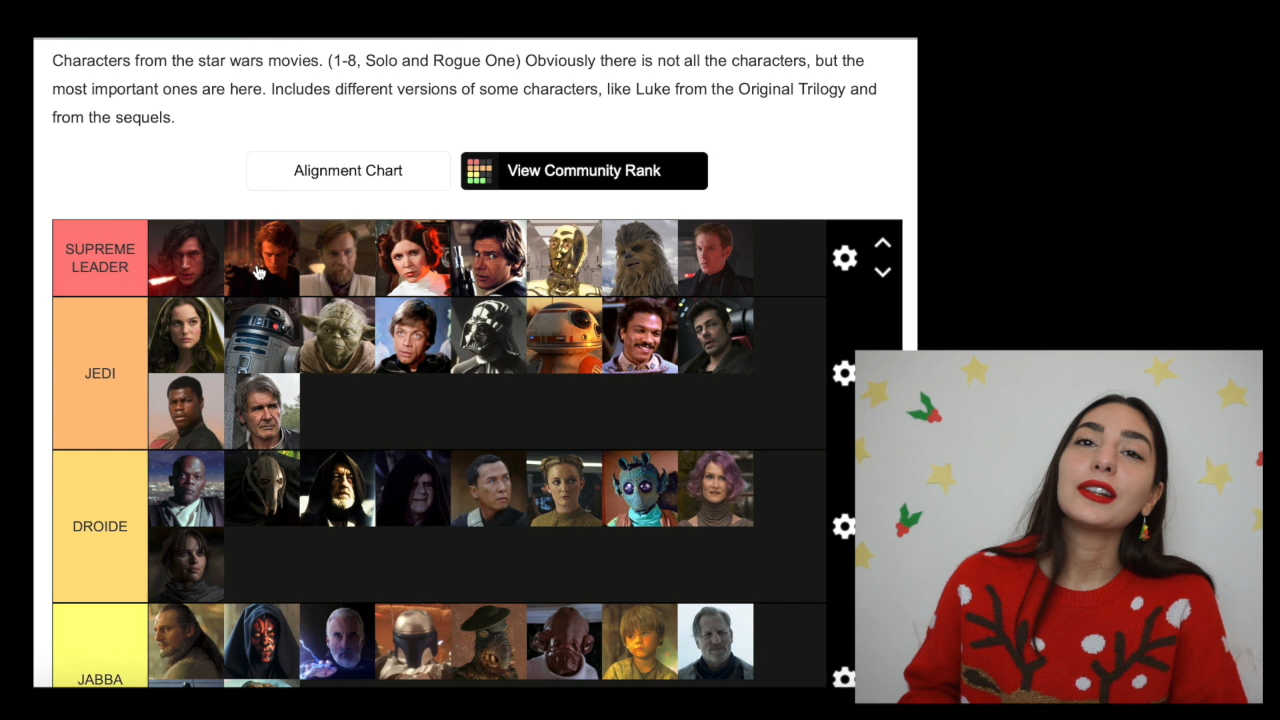 Characters from the star wars movies. (1-8, Solo and Rogue One) Obviously there is not all the characters, but the
most important ones are here. Includes different versions of some characters, like Luke from the Original Trilogy and
from the sequels.
Alignment Chart
View Community Rank
SUPREME
LEADER
JEDI
DROIDE
JABBA